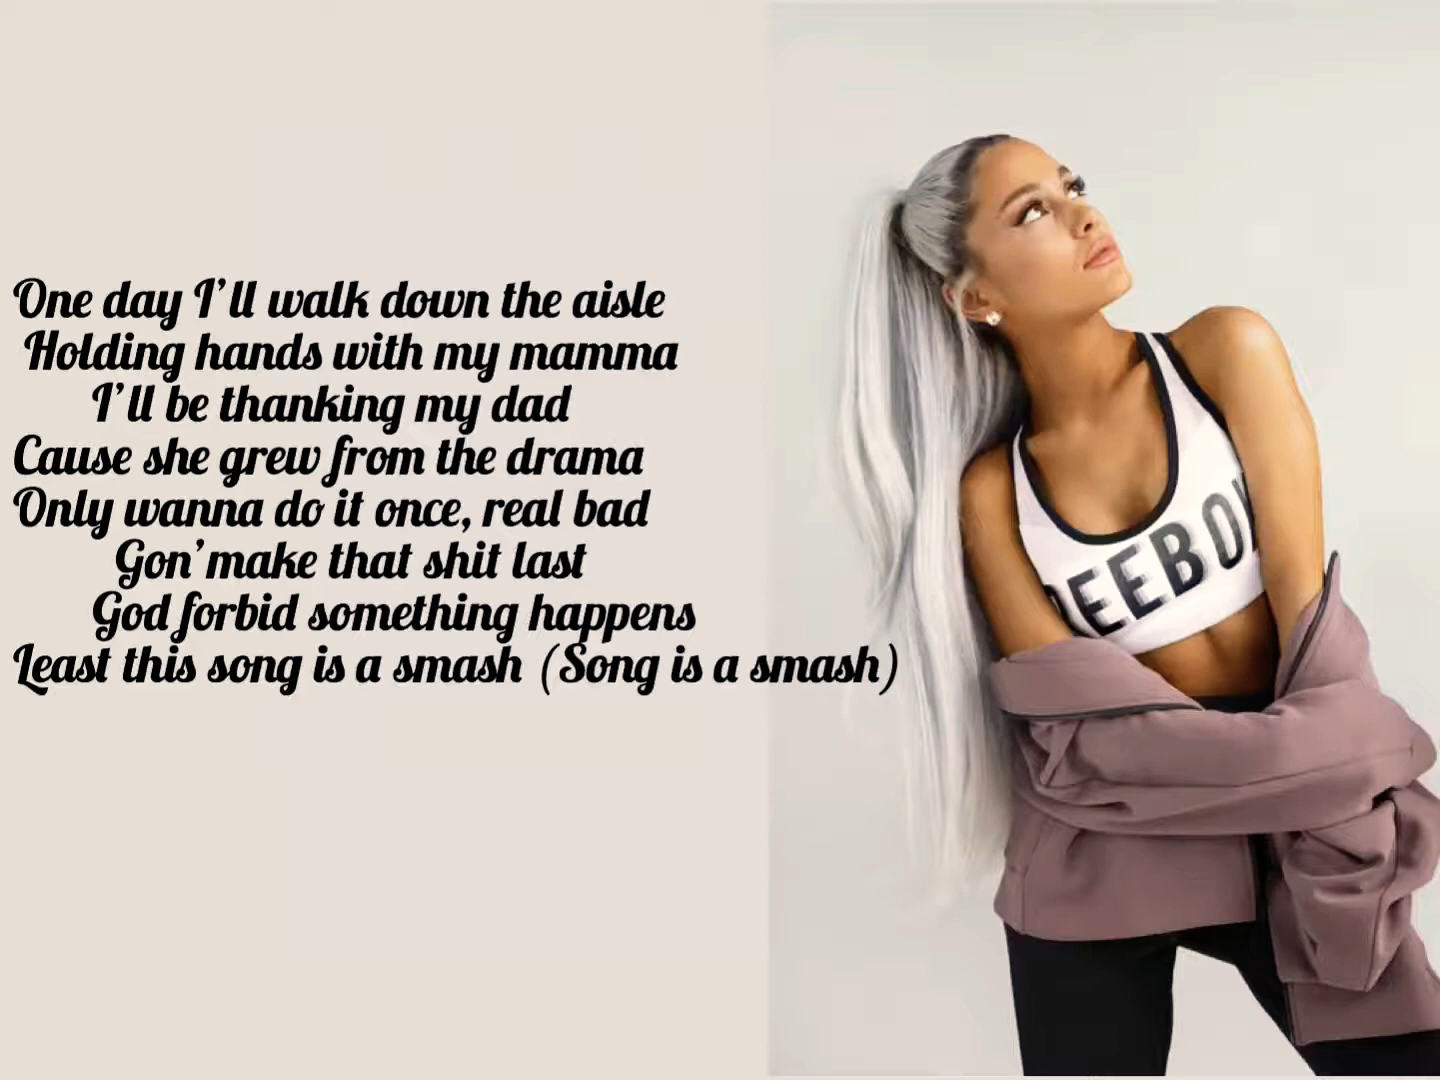 One day I'll walk down the aisle
Holding hands with my mamma
I'll be thanking my dad
Cause she grew from the drama
Only wanna do it once, real bad
Gon'make that shit last
God forbid something happens
Least this song is a smash (Song is a smash)
REEBOK